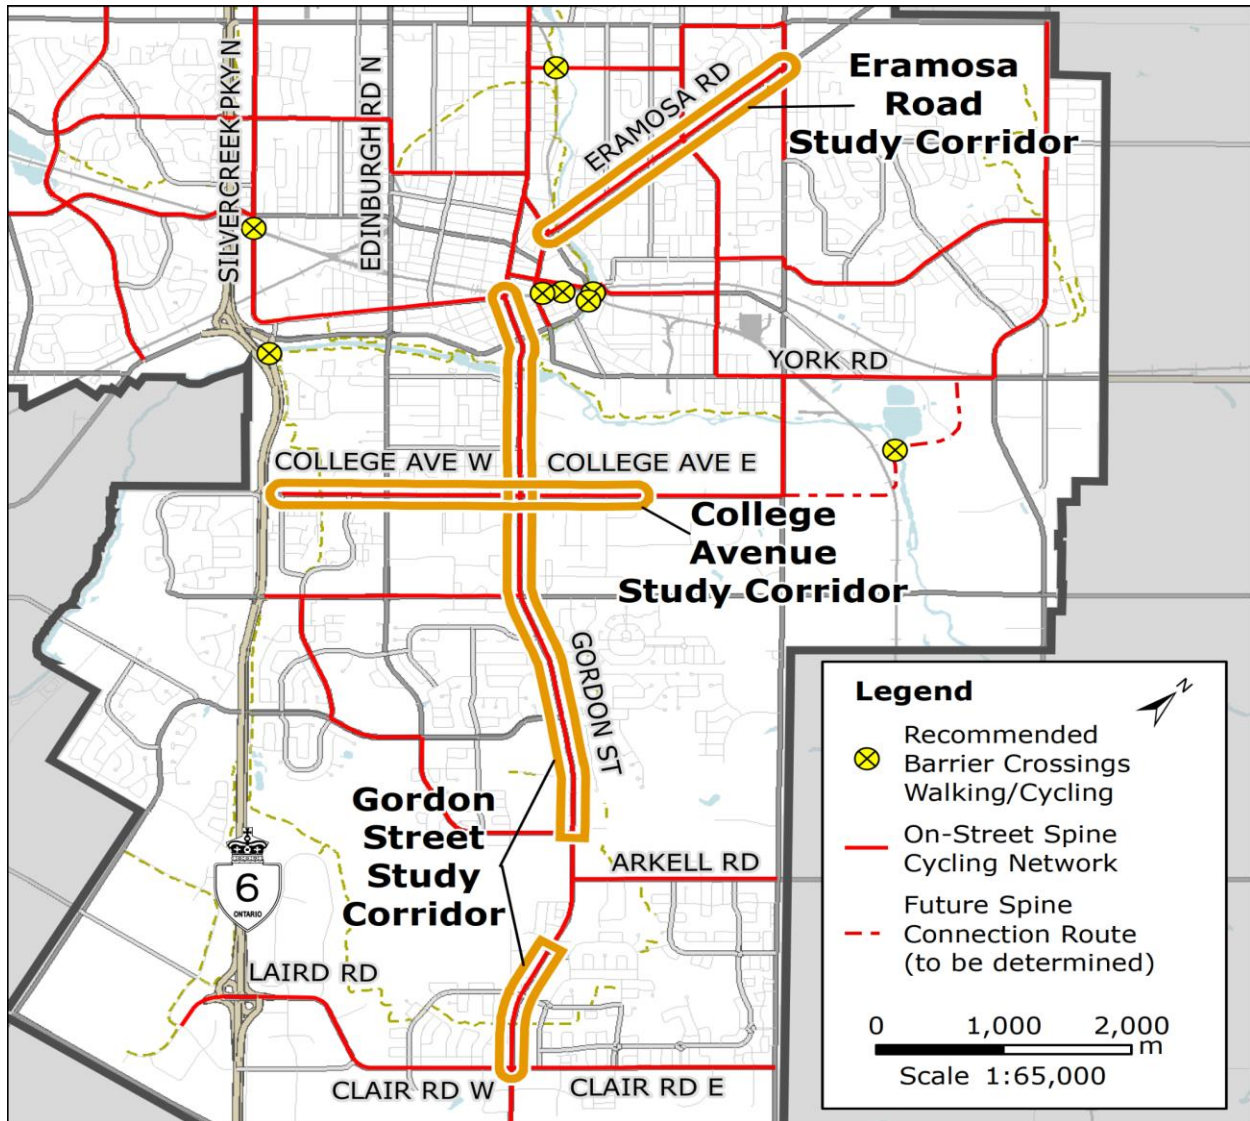 SILVERCREEK PKY N
EDINBURGH RD N
ERAMOSA RD
Eramosa
Road
Study Corridor
YORK RD
COLLEGE AVE W
COLLEGE AVE E
College
Avenue
Study Corridor
GORDON ST
Gordon
Street
Study
Corridor
ARKELL RD
6
ONTARIO
LAIRD RD
CLAIR RD W
CLAIR RD E
Legend
N
Recommended
Barrier Crossings
Walking/Cycling
On-Street Spine
Cycling Network
Future Spine
Connection Route
(to be determined)
0 1,000 2,000
m
Scale 1:65,000